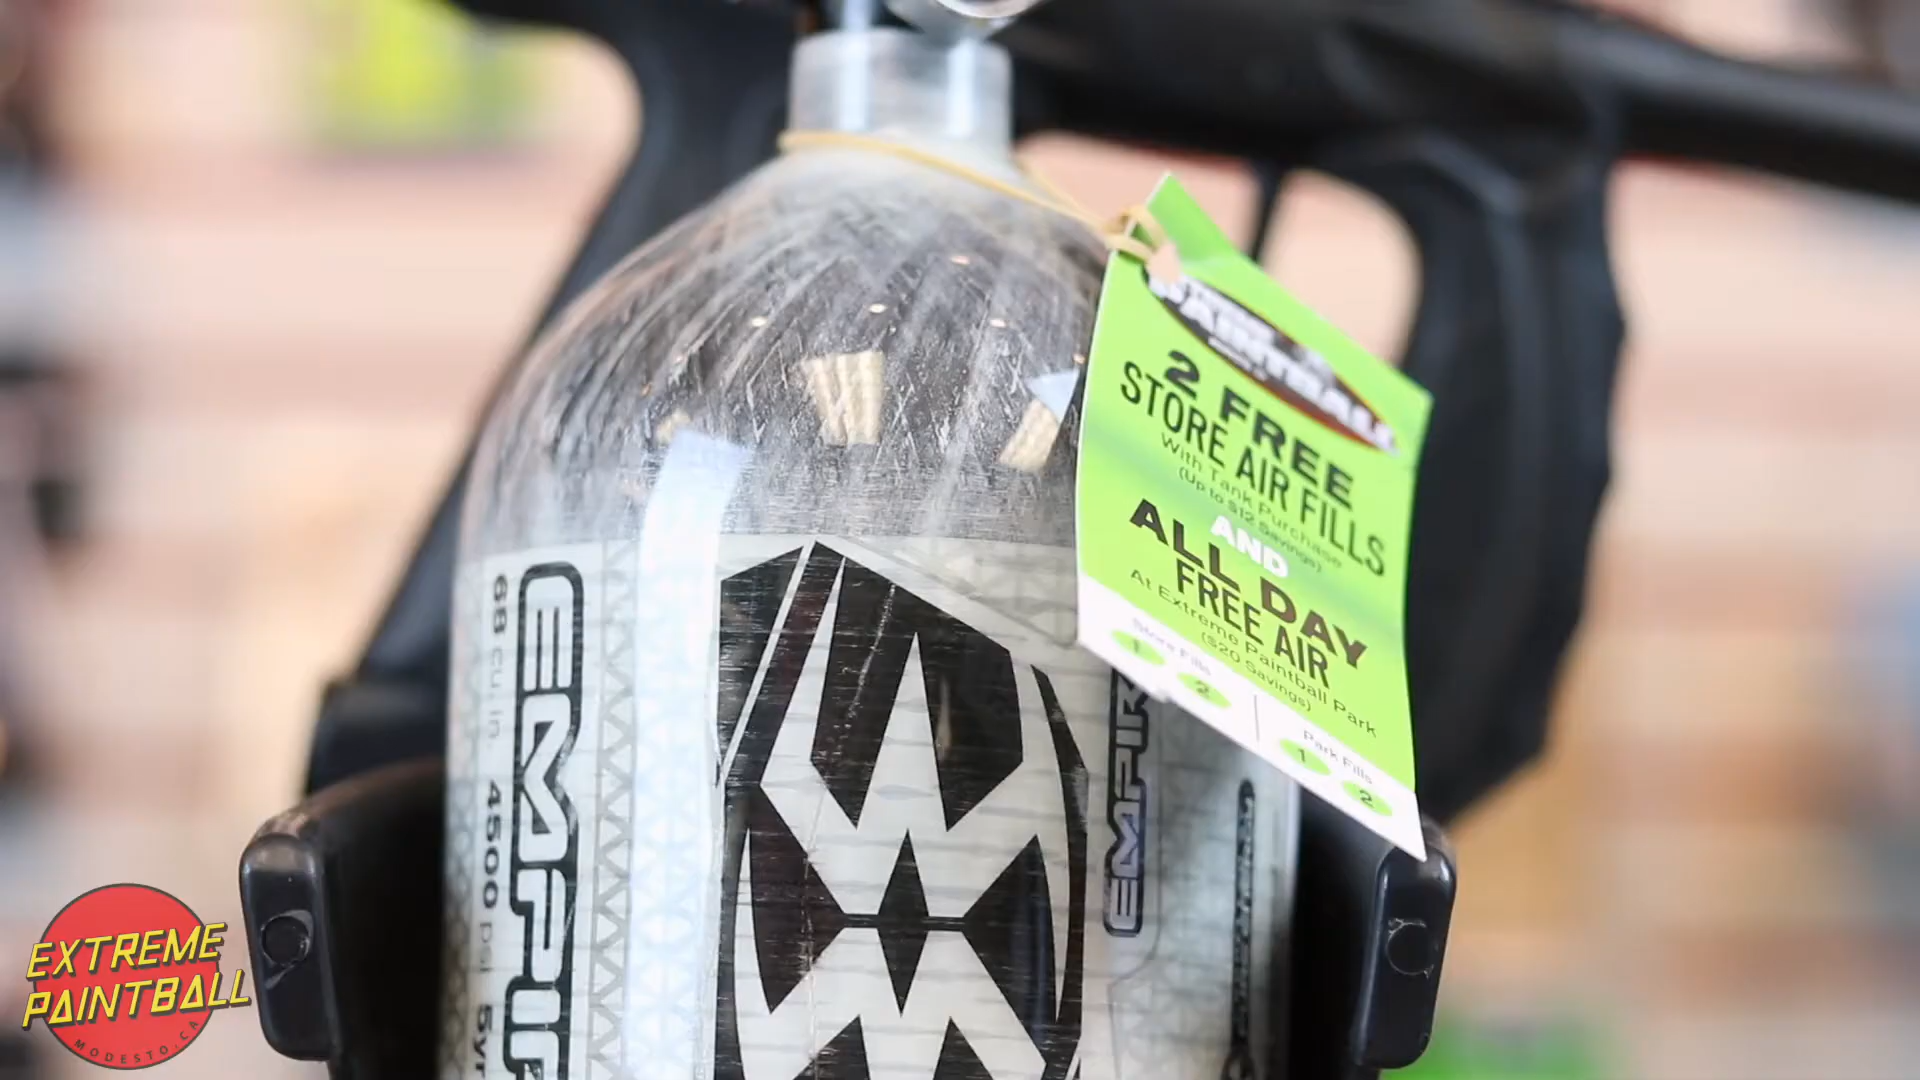 PAINTBALL
2 FREE
STORE AIR FILLS
With Tank Purchase
(Up to $12 Savings)
AND
ALL DAY
FREE AIR
At Extreme Paintball Park
($20 Savings)
Store Fills
1
2
Park Fills
1
2
EMPIRE
68 cu. in. 4500 psi 5yr
EMPIRE
EXTREME
PAINTBALL
MODESTO.CA